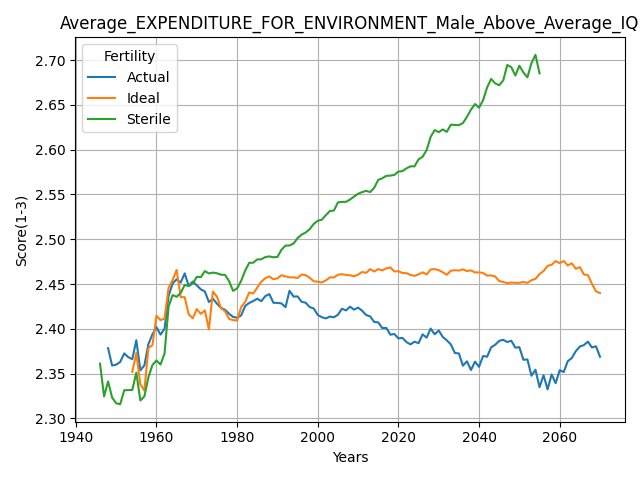 Average_EXPENDITURE_FOR_ENVIRONMENT_Male_Above_Average_IQ
Fertility
Actual
Ideal
Sterile
Score(1-3)
2.70
2.65
2.60
2.55
2.50
2.45
2.40
2.35
2.30
1940 1960 1980 2000 2020 2040 2060
Years